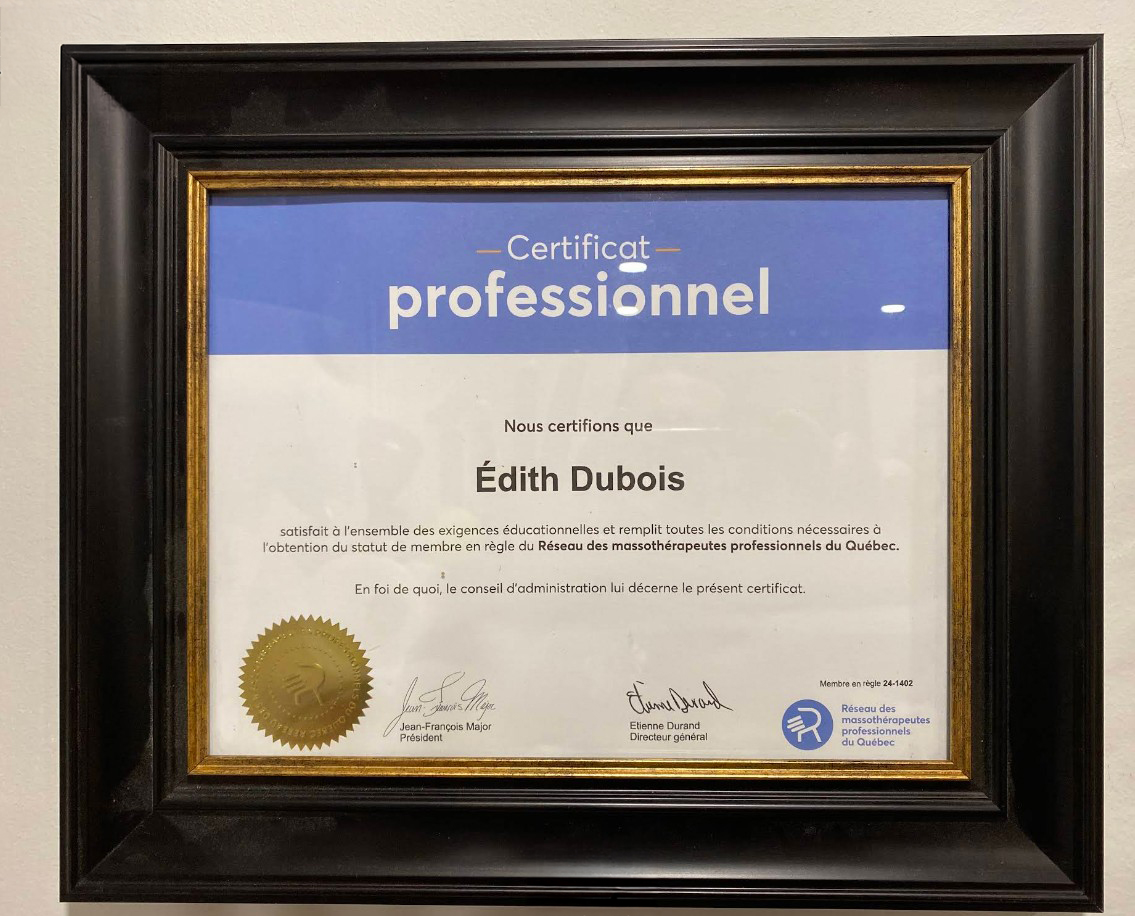 Certificat
professionnel
Nous certifions que
Édith Dubois
satisfait à l'ensemble des exigences éducationnelles et remplit toutes les conditions nécessaires à
l'obtention du statut de membre en règle du Réseau des massothérapeutes professionnels du Québec.
En foi de quoi, le conseil d'administration lui décerne le présent certificat.
Jean-François Major
Président
Etienne Durand
Directeur général
Membre en règle 24-1402
Réseau des
massothérapeutes
professionnels
du Québec